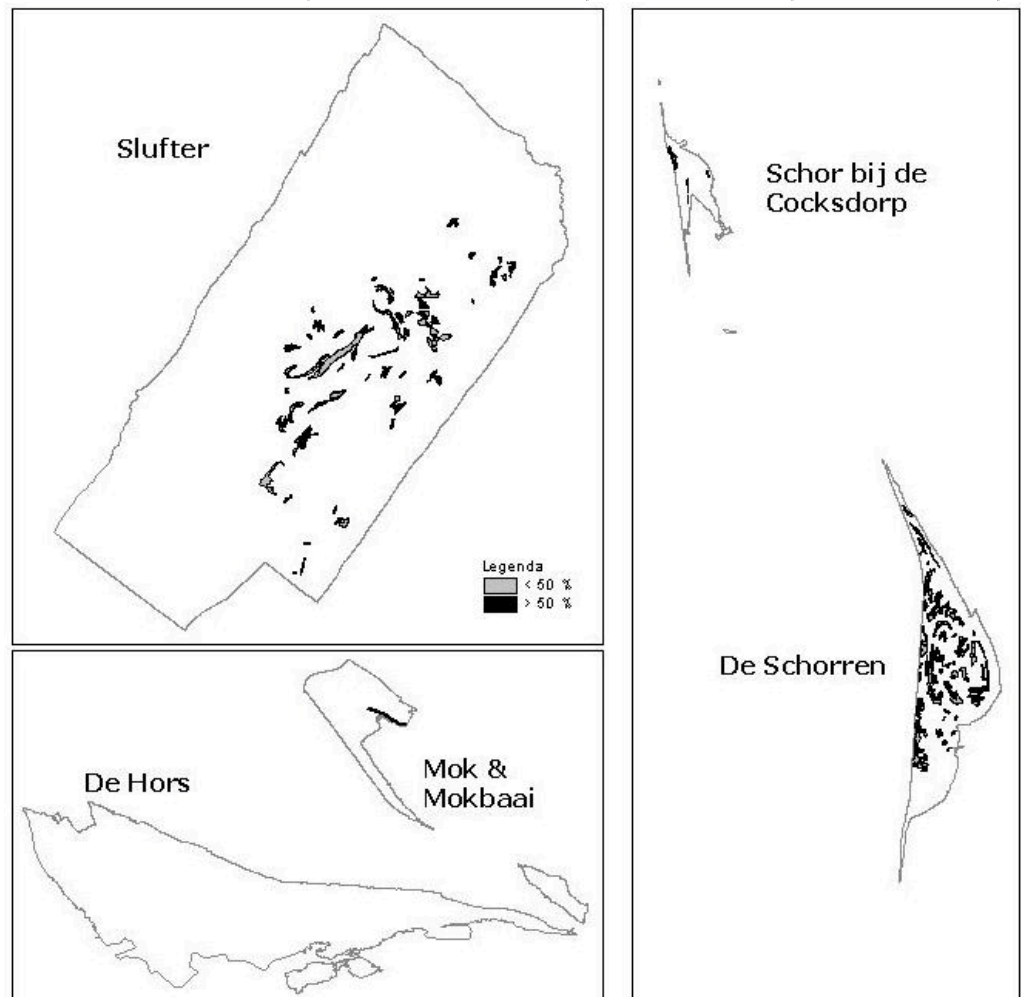 Slufter
Legenda
< 50 %
> 50 %
Schor bij de
Cocksdorp
De Schorren
De Hors
Mok &
Mokbaai